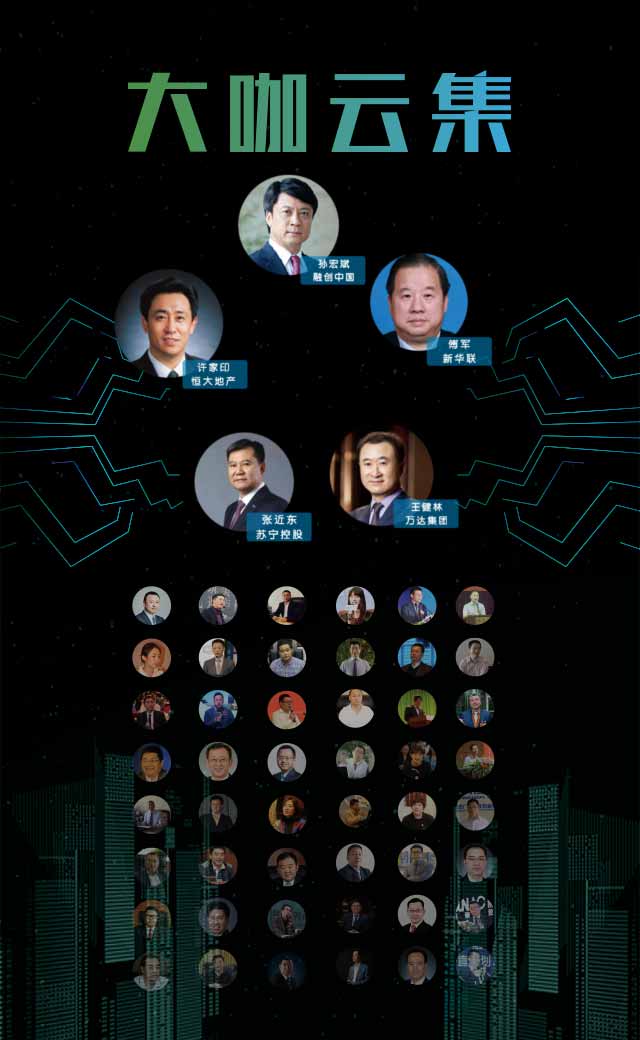 大咖云集
孙宏斌
融创中国
傅军
新华联
许家印
恒大地产
张近东
苏宁控股
王健林
万达集团